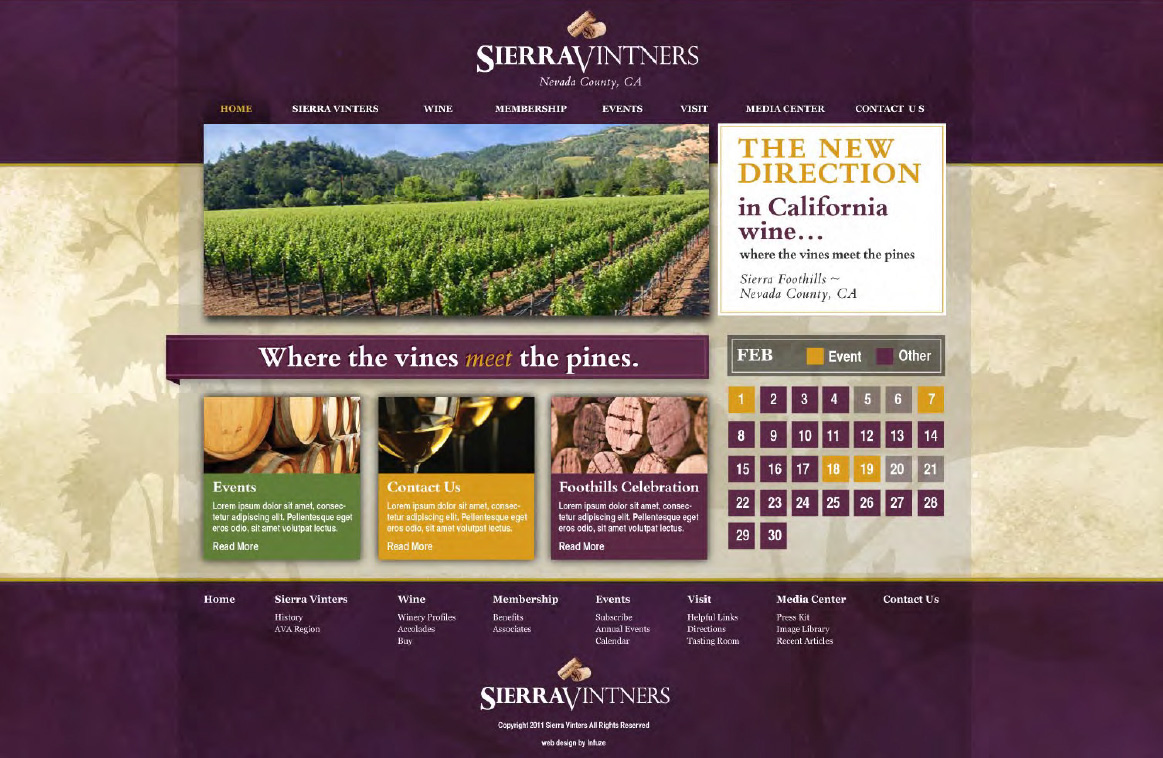 SIERRAVINTNERS
Nevada County, CA
HOME SIERRA VINTERS WINE MEMBERSHIP EVENTS VISIT MEDIA CENTER CONTACT U S
THE NEW
DIRECTION
in California
wine...
where the vines meet the pines
Sierra Foothills ~
Nevada County, CA
Where the vines meet the pines.
FEB Event Other
1 2 3 4 5 6 7
8 9 10 11 12 13 14
15 16 17 18 19 20 21
22 23 24 25 26 27 28
29 30
Events
Lorem ipsum dolor sit amet, consec-
tetur adipiscing elit. Pellentesque eget
eros odio, sit amet volutpat lectus.
Read More
Contact Us
Lorem ipsum dolor sit amet, consec-
tetur adipiscing elit. Pellentesque eget
eros odio, sit amet volutpat lectus.
Read More
Foothills Celebration
Lorem ipsum dolor sit amet, consec-
tetur adipiscing elit. Pellentesque eget
eros odio, sit amet volutpat lectus.
Read More
Home
Sierra Vinters
History
AVA Region
Wine
Winery Profiles
Accolades
Buy
Membership
Benefits
Associates
Events
Subscribe
Annual Events
Calendar
Visit
Helpful Links
Directions
Tasting Room
Media Center
Press Kit
Image Library
Recent Articles
Contact Us
SIERRAVINTNERS
Copyright 2011 Sierra Vinters All Rights Reserved
web design by Infuze